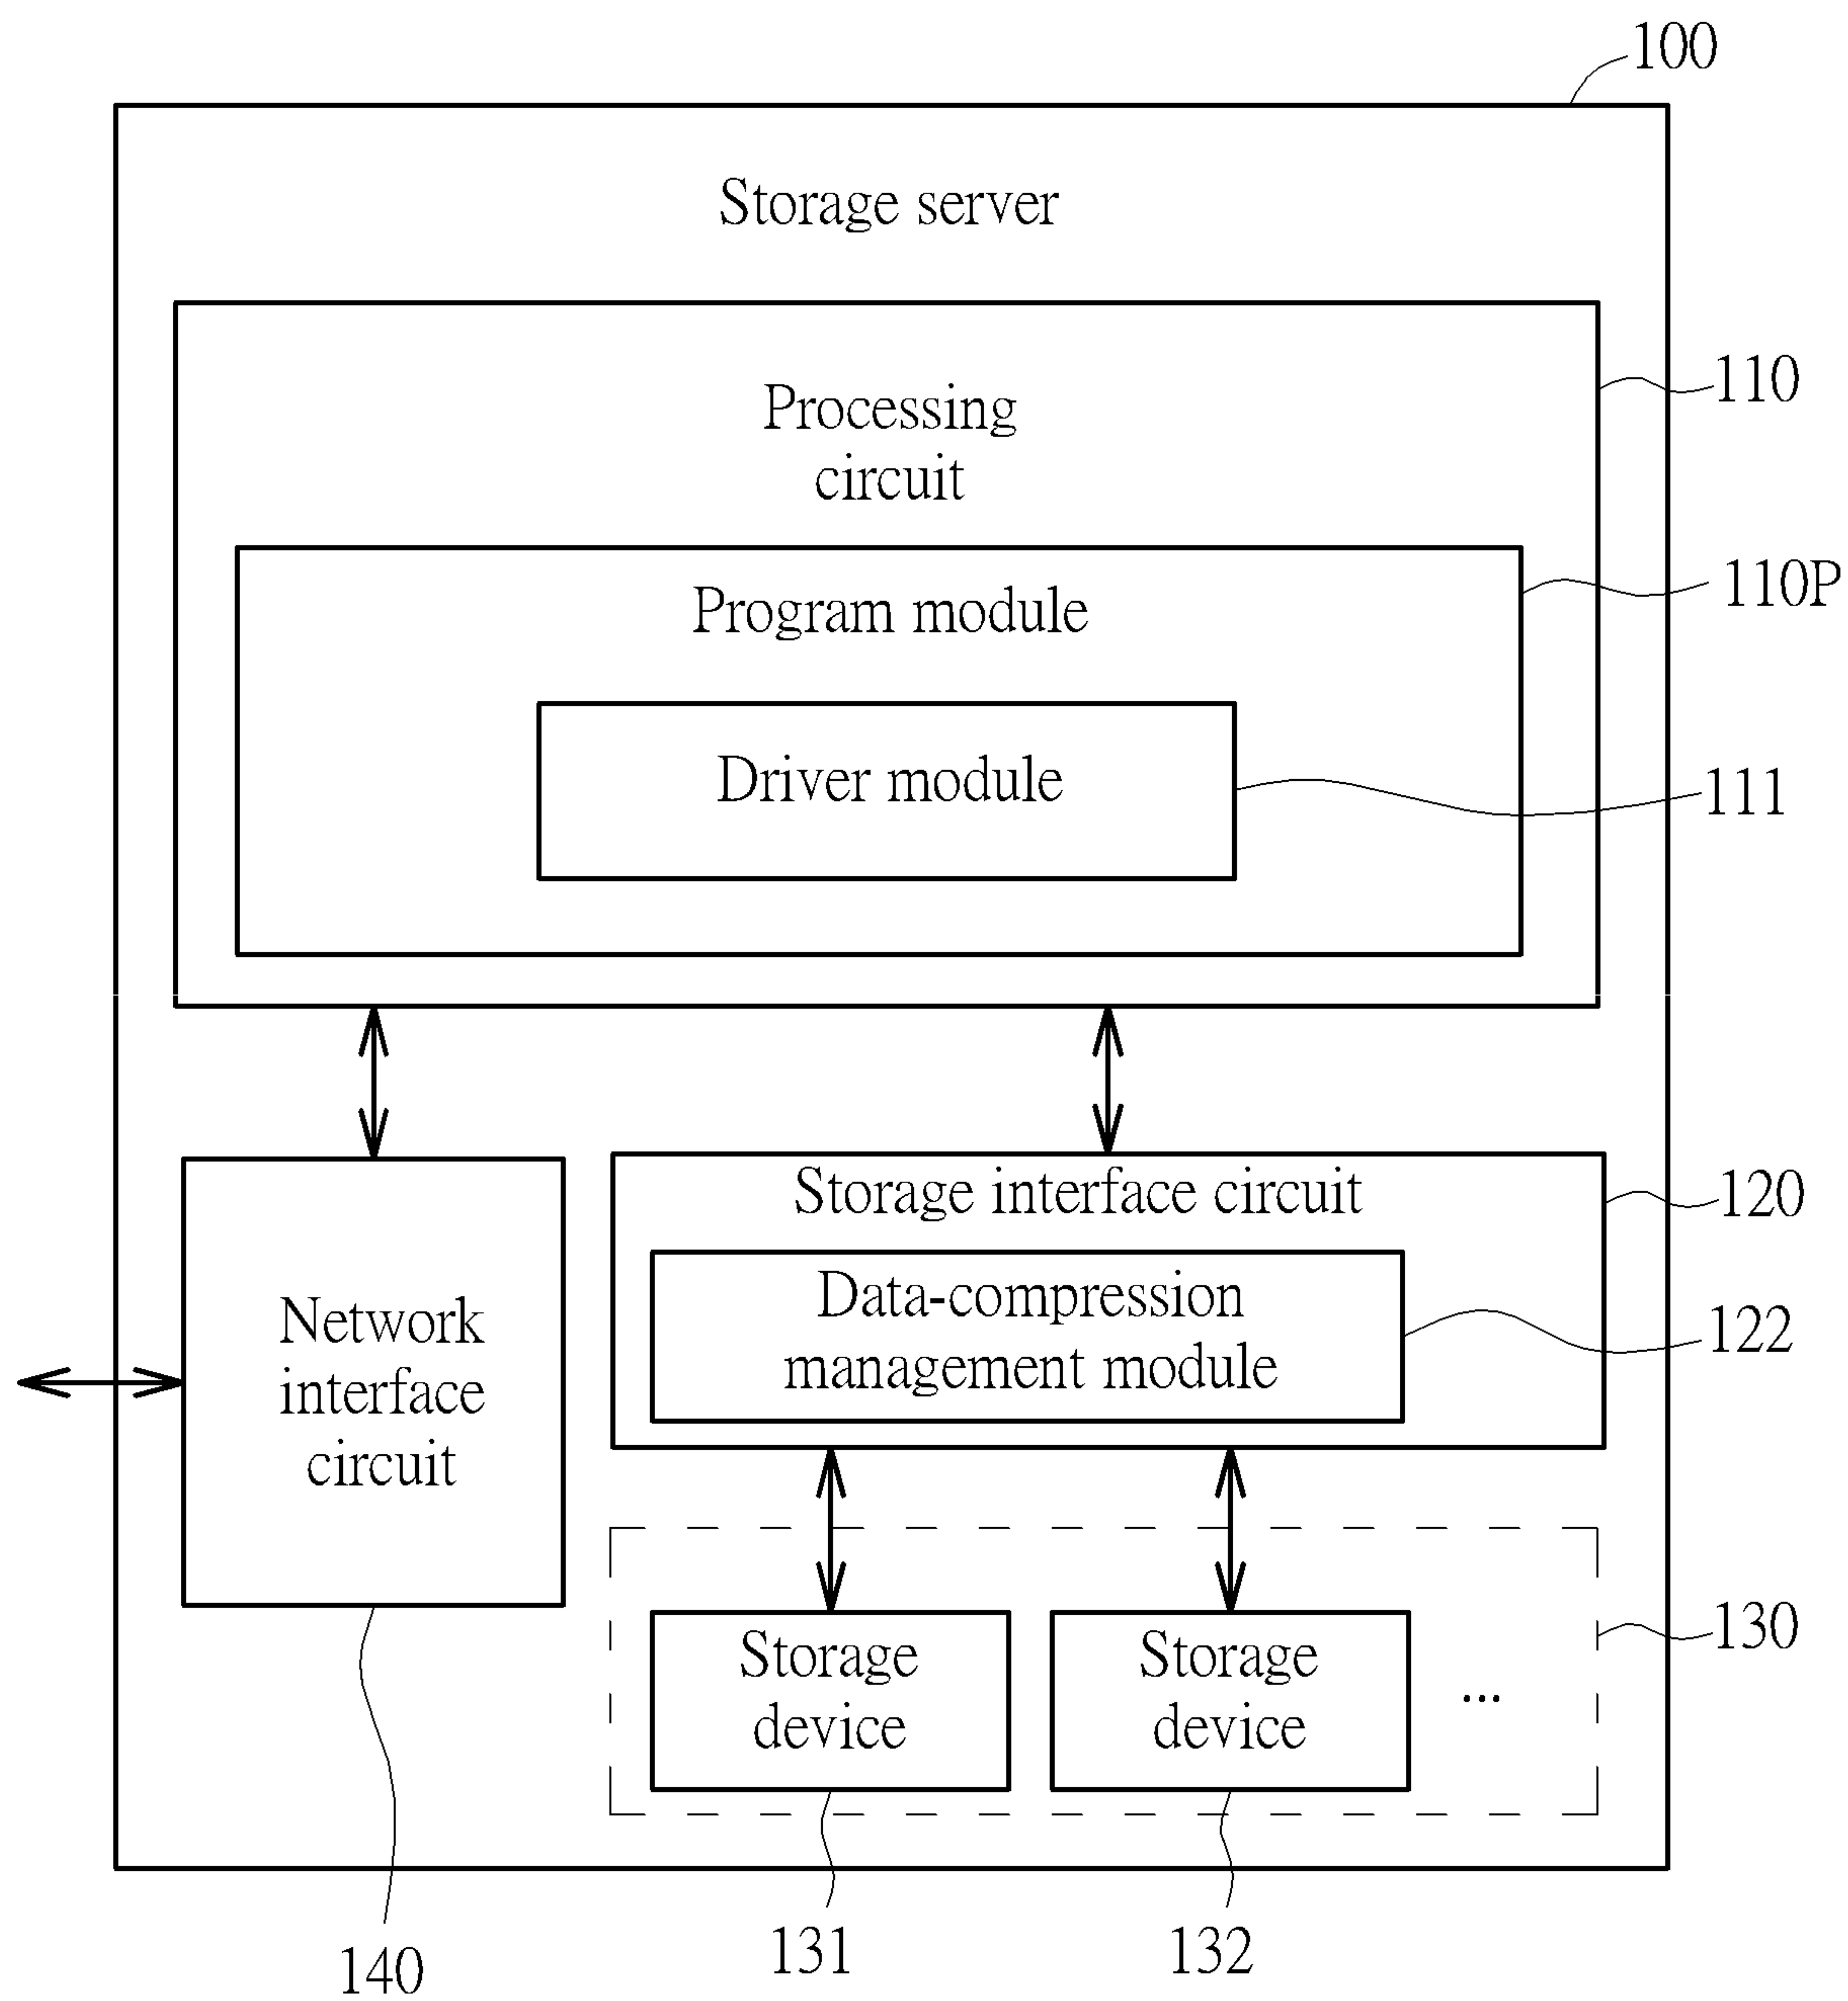 100
Storage server
Processing
circuit
110
Program module
110P
Driver module
111
Storage interface circuit
120
Data-compression
management module
122
Network
interface
circuit
Storage
device
Storage
device
...
130
140
131
132